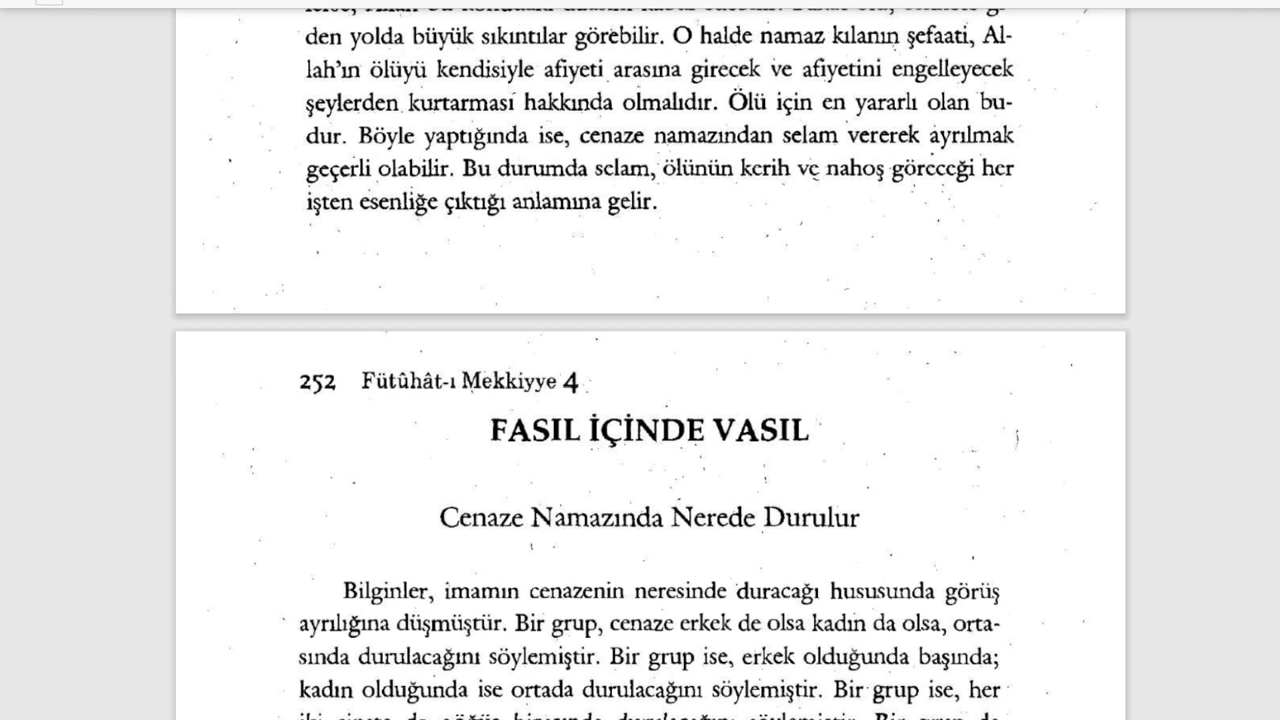 den yolda büyük sıkıntılar görebilir. O halde namaz kılanın şefaati, Al-
lah'ın ölüyü kendisiyle afiyeti arasına girecek ve afiyetini engelleyecek
şeylerden kurtarması hakkında olmalıdır. Ölü için en yararlı olan bu-
dur. Böyle yaptığında ise, cenaze namazından selam vererek ayrılmak
geçerli olabilir. Bu durumda selam, ölünün kerih ve nahoş göreceği her
işten esenliğe çıktığı anlamına gelir.
252 Fütûhât-ı Mekkiyye 4
FASIL İÇİNDE VASIL
Cenaze Namazında Nerede Durulur
Bilginler, imamın cenazenin neresinde duracağı hususunda görüş
ayrılığına düşmüştür. Bir grup, cenaze erkek de olsa kadın da olsa, orta-
sında durulacağını söylemiştir. Bir grup ise, erkek olduğunda başında;
kadın olduğunda ise ortada durulacağını söylemiştir. Bir grup ise, her